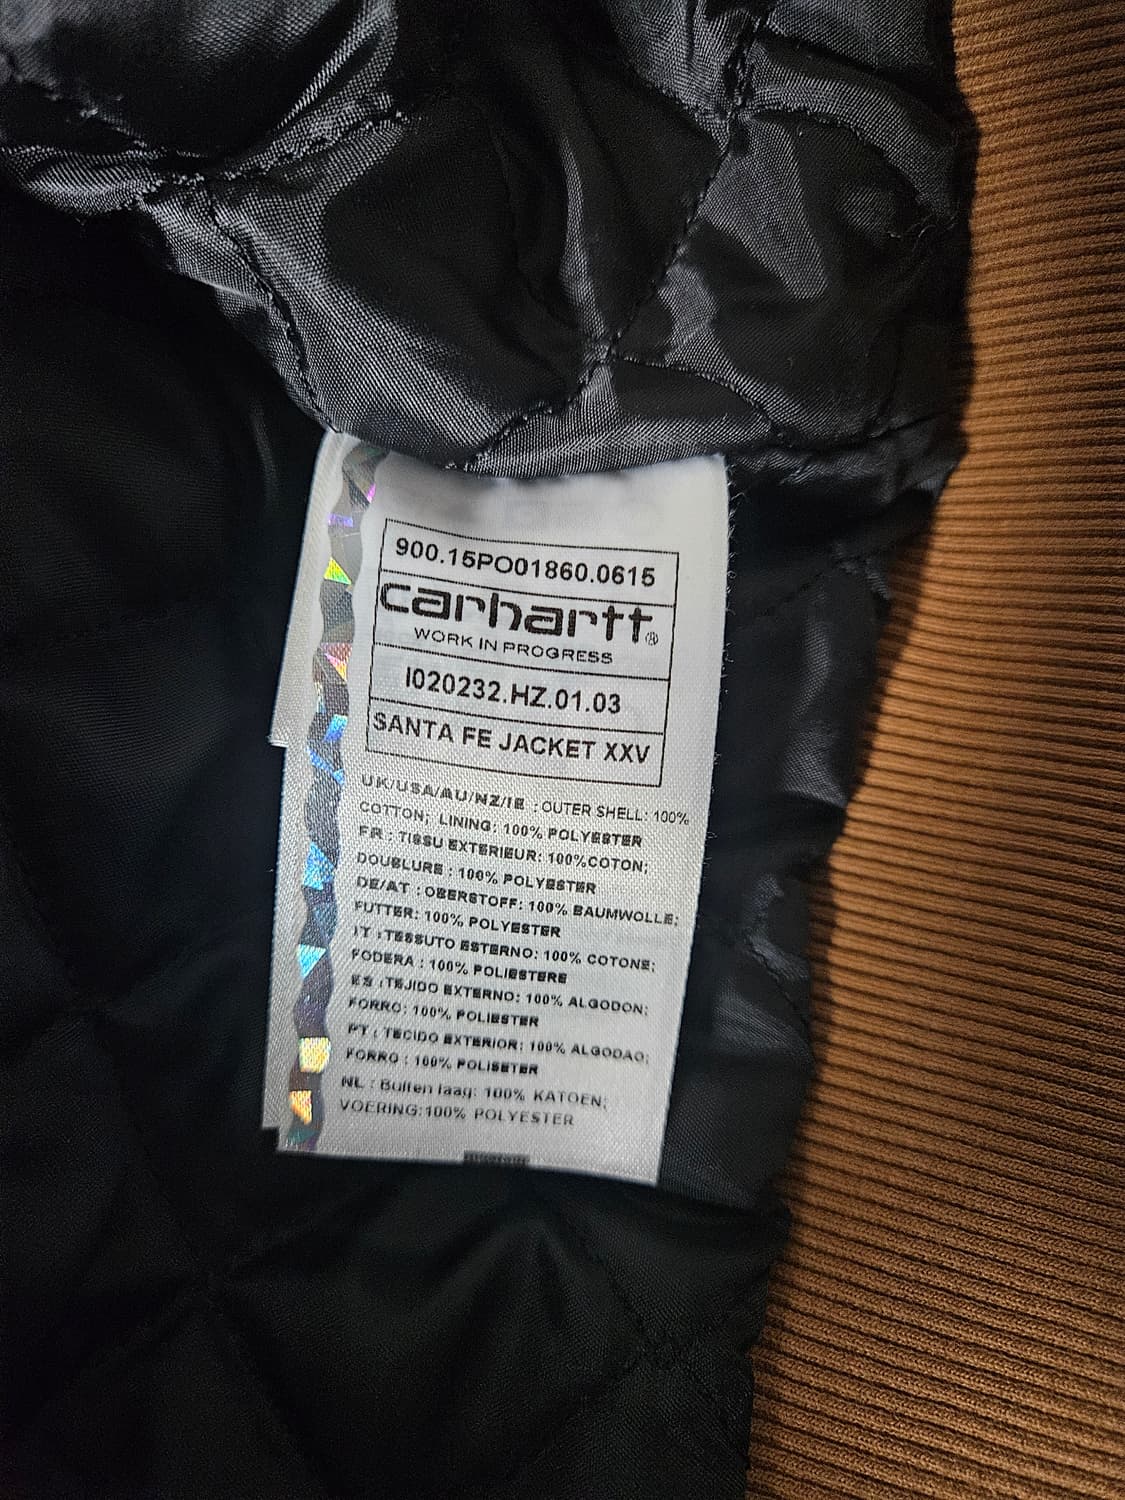 900.15PO01860.0615
carhartt®
WORK IN PROGRESS
I020232.HZ.01.03
SANTA FE JACKET XXV
UK/USA/AU/NZ/IE :OUTER SHELL: 100%
COTTON; LINING: 100% POLYESTER
FR : TISSU EXTERIEUR: 100%COTON;
DOUBLURE : 100% POLYESTER
DE/AT : OBERSTOFF: 100% BAUMWOLLE;
FUTTER: 100% POLYESTER
IT : TESSUTO ESTERNO: 100% COTONE;
FODERA : 100% POLIESTERE
ES : TEJIDO EXTERNO: 100% ALGODON;
FORRO: 100% POLIESTER
PT : TECIDO EXTERIOR: 100% ALGODAO;
FORRO : 100% POLISETER
NL : Buiten laag: 100% KATOEN;
VOERING:100% POLYESTER